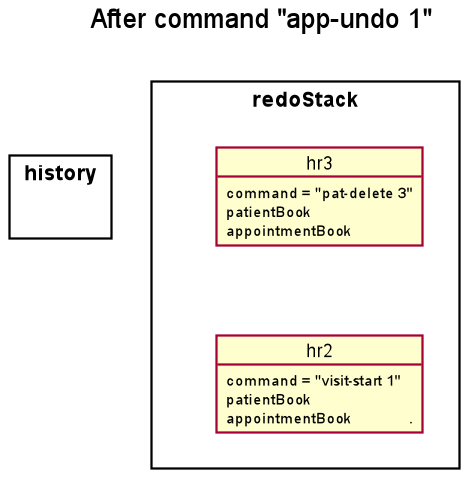 After command "app-undo 1"
history
redoStack
hr3
command = "pat-delete 3"
patientBook
appointmentBook
hr2
command = "visit-start 1"
patientBook
appointmentBook .